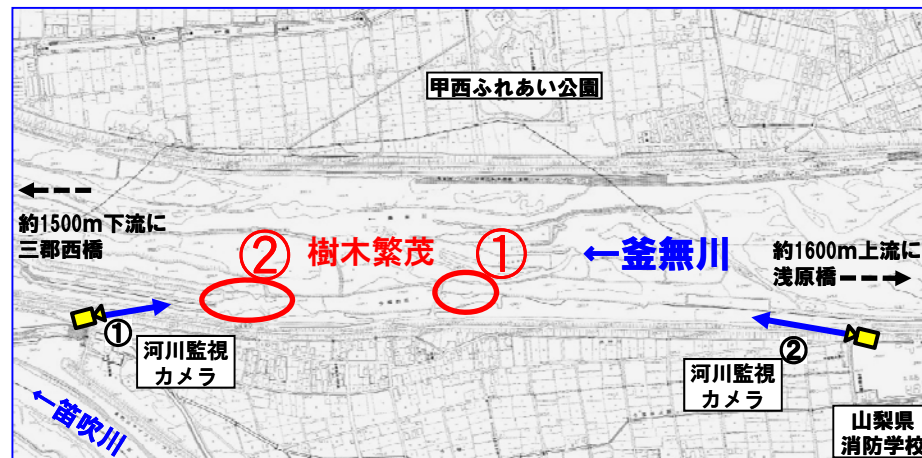 甲西ふれあい公園
約1500m下流に
三郡西橋
② 樹木繁茂 ①
←釜無川
約1600m上流に
浅原橋
①
河川監視
カメラ
②
河川監視
カメラ
←笛吹川
山梨県
消防学校